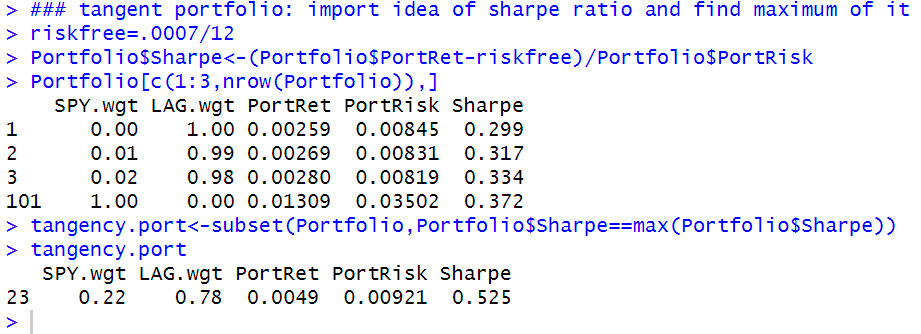 > ### tangent portfolio: import idea of sharpe ratio and find maximum of it
> riskfree=.0007/12
> Portfolio$Sharpe<-(Portfolio$PortRet-riskfree)/Portfolio$PortRisk
> Portfolio[c(1:3,nrow(Portfolio)),]
    SPY.wgt LAG.wgt PortRet PortRisk Sharpe
1      0.00    1.00 0.00259  0.00845  0.299
2      0.01    0.99 0.00269  0.00831  0.317
3      0.02    0.98 0.00280  0.00819  0.334
101    1.00    0.00 0.01309  0.03502  0.372
> tangency.port<-subset(Portfolio,Portfolio$Sharpe==max(Portfolio$Sharpe))
> tangency.port
   SPY.wgt LAG.wgt PortRet PortRisk Sharpe
23    0.22    0.78  0.0049  0.00921  0.525
>